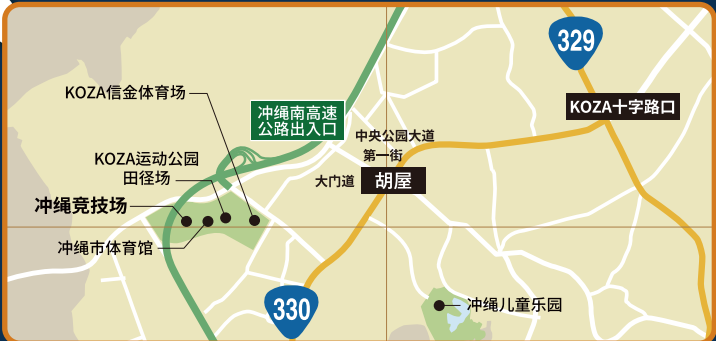 329
KOZA信金体育场
KOZA十字路口
冲绳南高速
公路出入口
中央公园大道
第一街
KOZA运动公园
田径场
大门道
胡屋
冲绳竞技场
冲绳市体育馆
330
冲绳儿童乐园